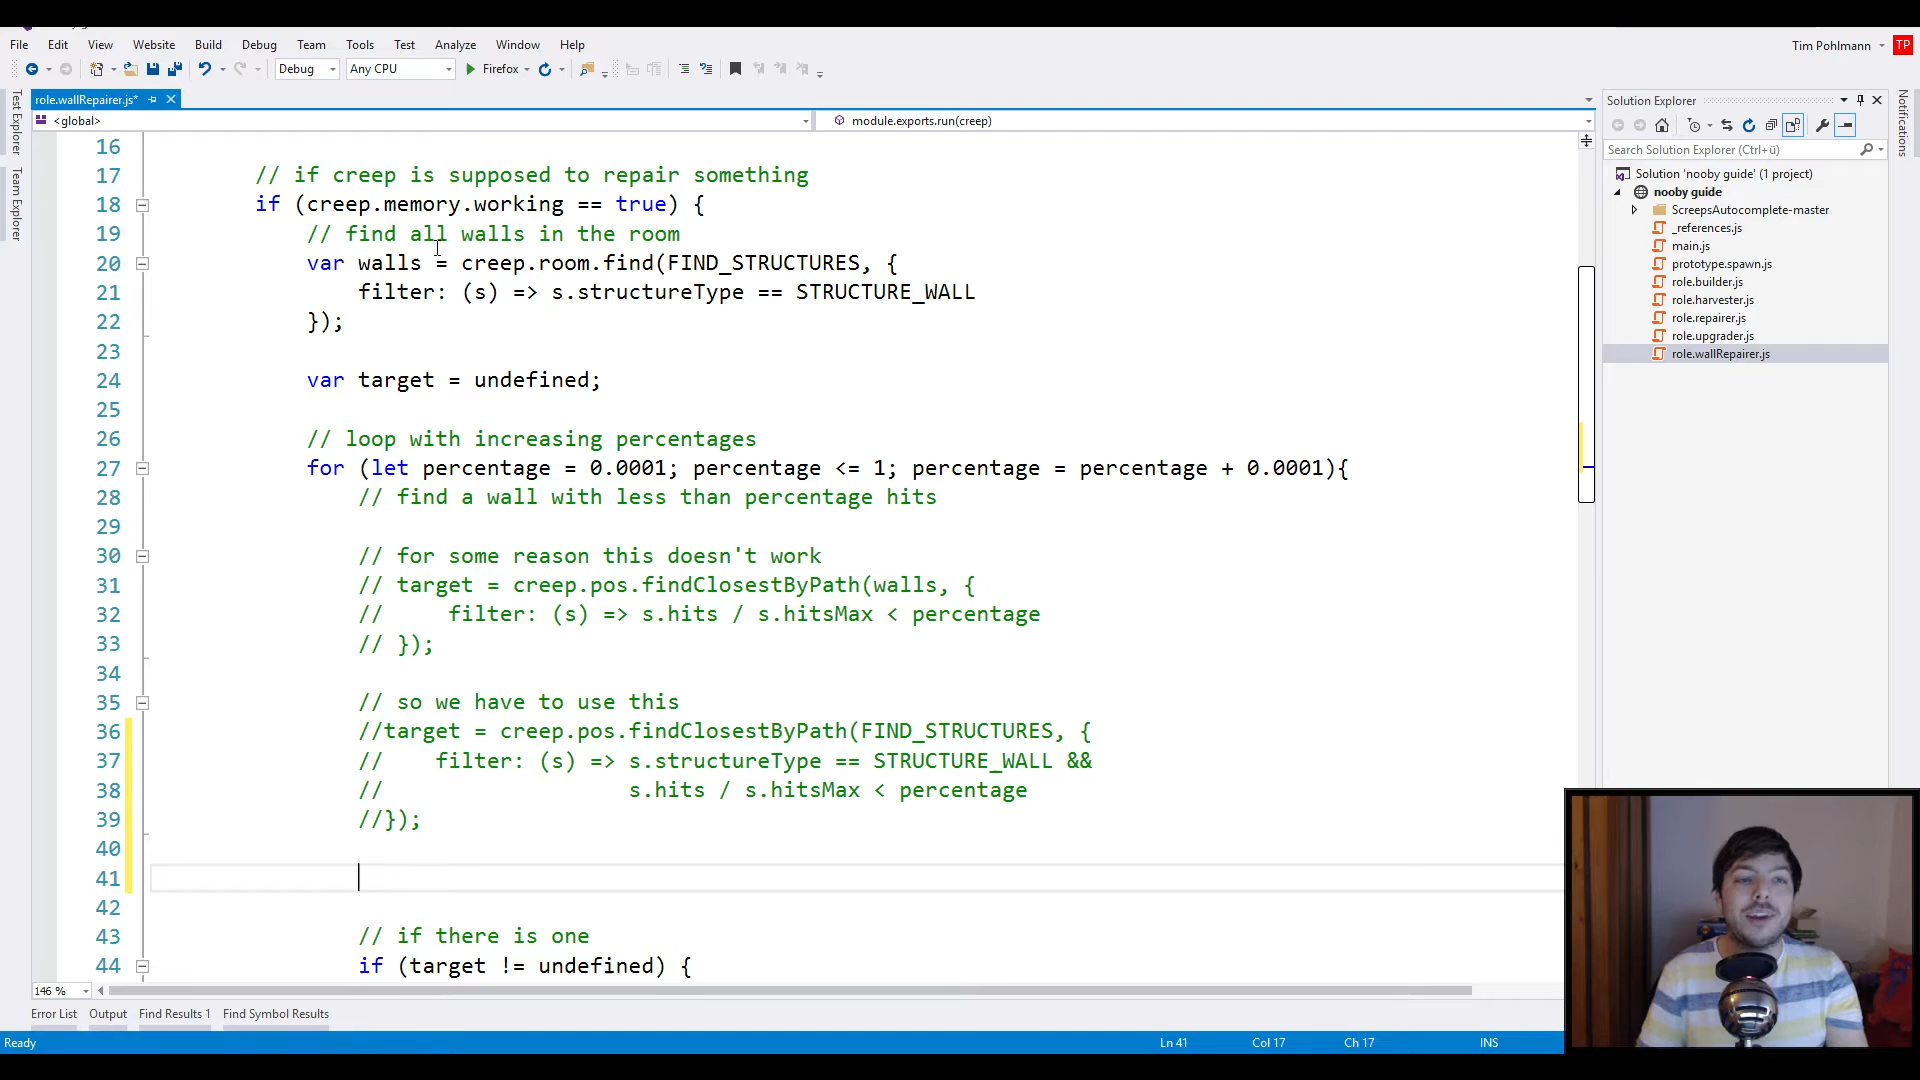 File Edit View Website Build Debug Team Tools Test Analyze Window Help
Tim Pohlmann TP
Debug Any CPU Firefox
role.wallRepairer.js*
<global> module.exports.run(creep)
Test Explorer
Team Explorer
16
17 // if creep is supposed to repair something
18 if (creep.memory.working == true) {
19 // find all walls in the room
20 var walls = creep.room.find(FIND_STRUCTURES, {
21 filter: (s) => s.structureType == STRUCTURE_WALL
22 });
23
24 var target = undefined;
25
26 // loop with increasing percentages
27 for (let percentage = 0.0001; percentage <= 1; percentage = percentage + 0.0001){
28 // find a wall with less than percentage hits
29
30 // for some reason this doesn't work
31 // target = creep.pos.findClosestByPath(walls, {
32 // filter: (s) => s.hits / s.hitsMax < percentage
33 // });
34
35 // so we have to use this
36 //target = creep.pos.findClosestByPath(FIND_STRUCTURES, {
37 // filter: (s) => s.structureType == STRUCTURE_WALL &&
38 // s.hits / s.hitsMax < percentage
39 //});
40
41
42
43 // if there is one
44 if (target != undefined) {
146 %
Error List Output Find Results 1 Find Symbol Results
Ready Ln 41 Col 17 Ch 17 INS
Solution Explorer
Search Solution Explorer (Ctrl+ü)
Solution 'nooby guide' (1 project)
nooby guide
ScreepsAutocomplete-master
_references.js
main.js
prototype.spawn.js
role.builder.js
role.harvester.js
role.repairer.js
role.upgrader.js
role.wallRepairer.js
Notifications